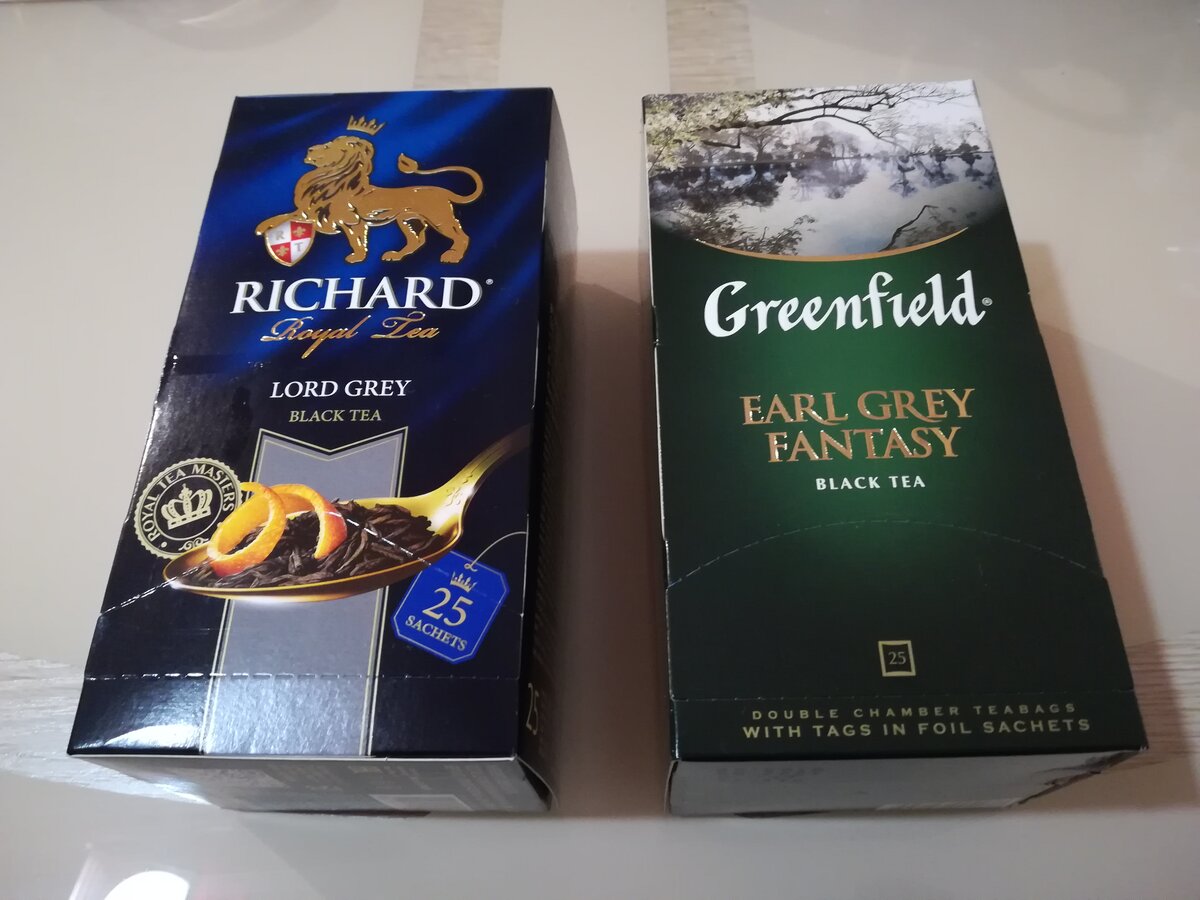 R
T
RICHARD®
Royal Tea
LORD GREY
BLACK TEA
ROYAL TEA MASTERS
25
SACHETS
25
Greenfield®
EARL GREY
FANTASY
BLACK TEA
25
DOUBLE CHAMBER TEABAGS
WITH TAGS IN FOIL SACHETS